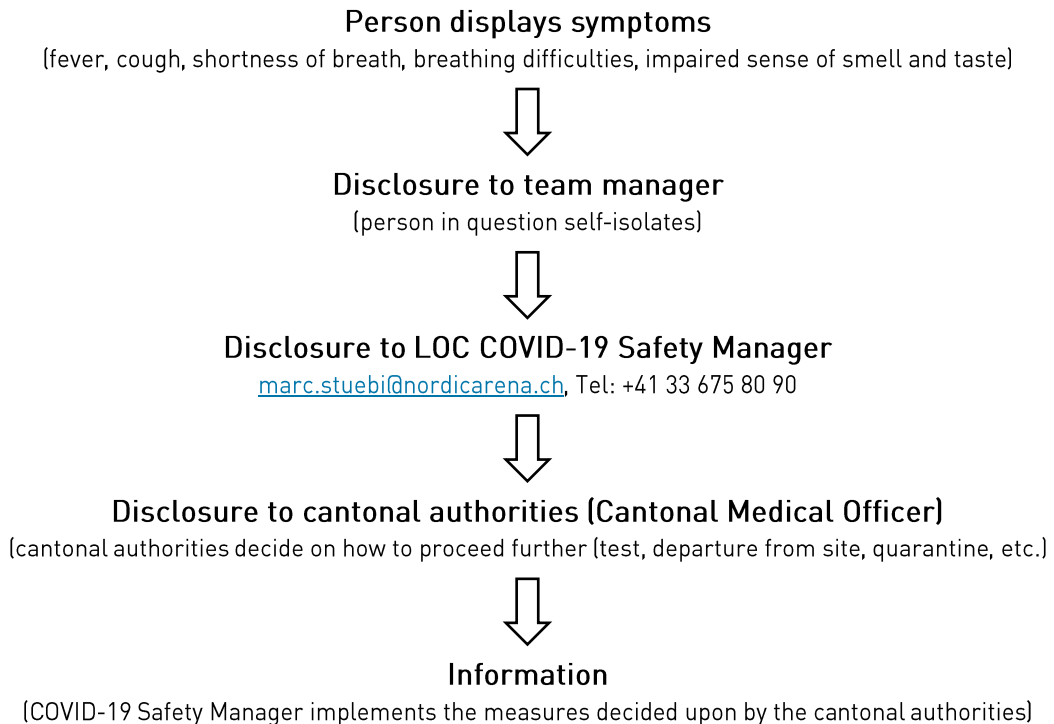 Person displays symptoms
(fever, cough, shortness of breath, breathing difficulties, impaired sense of smell and taste)
Disclosure to team manager
(person in question self-isolates)
Disclosure to LOC COVID-19 Safety Manager
marc.stuebi@nordicarena.ch, Tel: +41 33 675 80 90
Disclosure to cantonal authorities (Cantonal Medical Officer)
(cantonal authorities decide on how to proceed further (test, departure from site, quarantine, etc.)
Information
(COVID-19 Safety Manager implements the measures decided upon by the authorities)